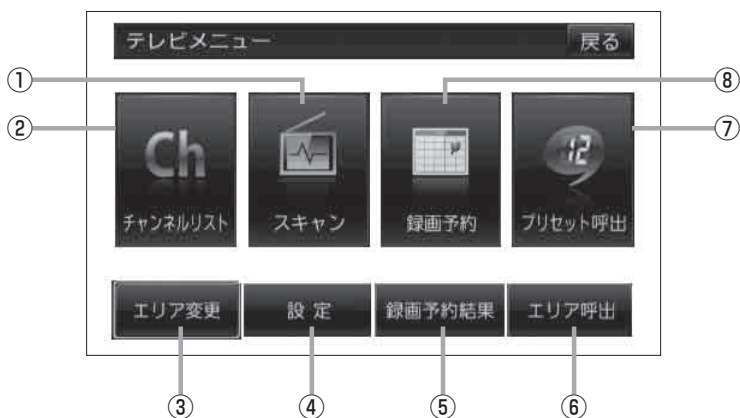 テレビメニュー 戻る
① ⑧
② ⑦
Ch 12
チャンネルリスト スキャン 録画予約 プリセット呼出
エリア変更 設 定 録画予約結果 エリア呼出
③ ④ ⑤ ⑥